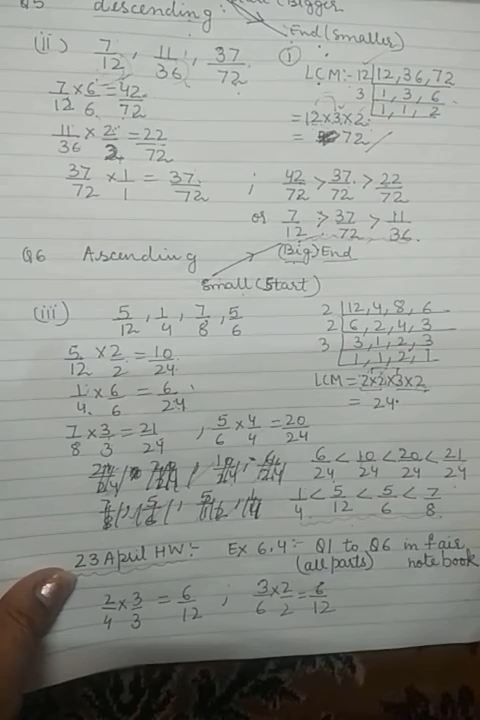 Q5 descending : (Bigger
End (smaller)
(ii) 7/12 , 11/36 , 37/72
① LCM:- 12 | 12, 36, 72
3 | 1, 3, 6
1, 1, 2
= 12×3×2
= 72
7/12 × 6/6 = 42/72
11/36 × 2/2 = 22/72
37/72 × 1/1 = 37/72 ; 42/72 > 37/72 > 22/72
or 7/12 > 37/72 > 11/36
Q6 Ascending (Big) End
Small (Start)
(iii) 5/12 , 1/4 , 7/8 , 5/6
2 | 12, 4, 8, 6
2 | 6, 2, 4, 3
3 | 3, 1, 2, 3
1, 1, 2, 1
LCM = 2×2×3×2
= 24.
5/12 × 2/2 = 10/24
1/4 × 6/6 = 6/24
7/8 × 3/3 = 21/24 , 5/6 × 4/4 = 20/24
6/24 < 10/24 < 20/24 < 21/24
1/4 < 5/12 < 5/6 < 7/8.
23 April HW:- EX 6.4:- Q1 to Q6 in fair
(all parts) notebook
2/4 × 3/3 = 6/12 ; 3/6 × 2/2 = 6/12